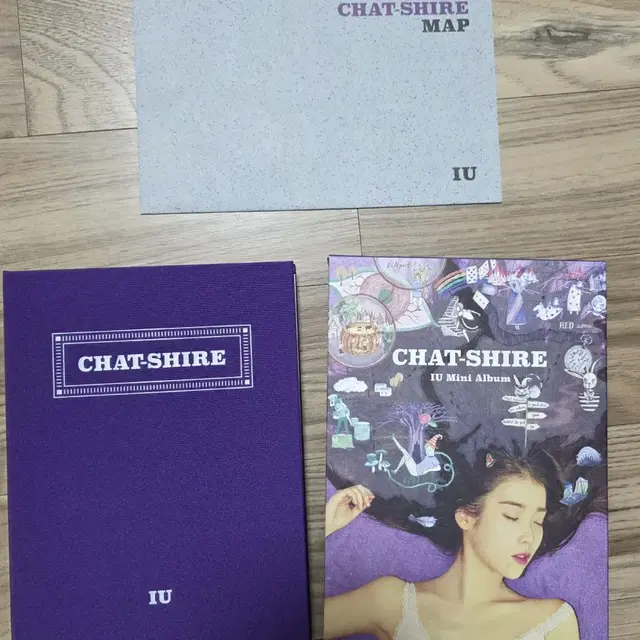 CHAT-SHIRE
MAP
IU
CHAT-SHIRE
IU
CHAT-SHIRE
IU Mini Album
RED